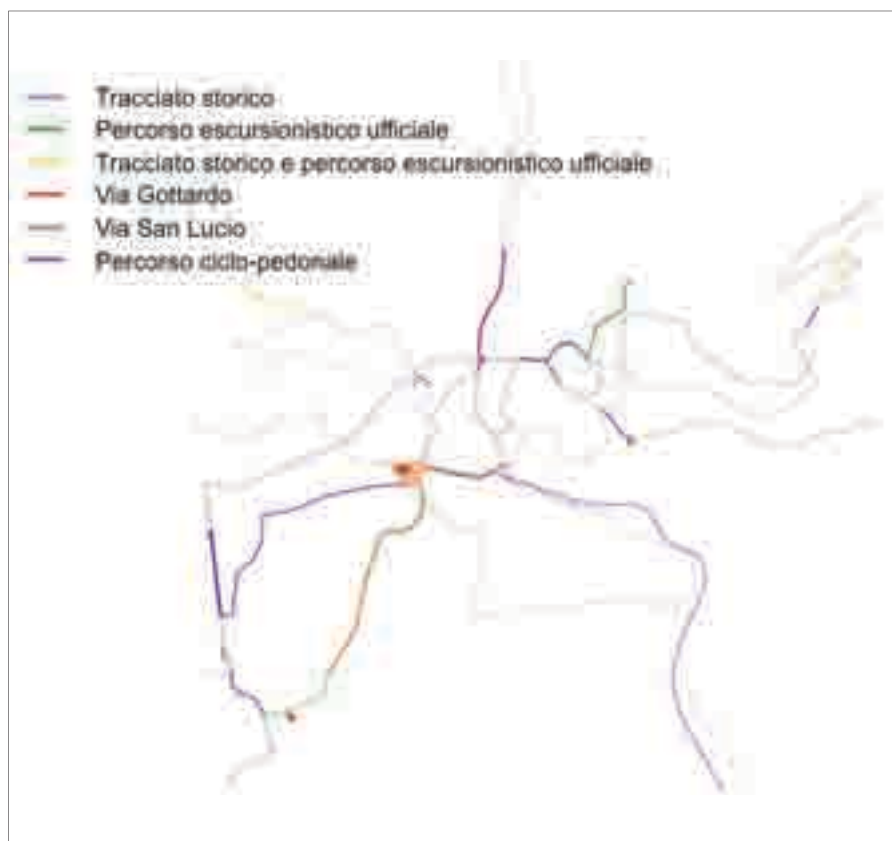 Tracciato storico
Percorso escursionistico ufficiale
Tracciato storico e percorso escursionistico ufficiale
Via Gottardo
Via San Lucio
Percorso ciclo-pedonale